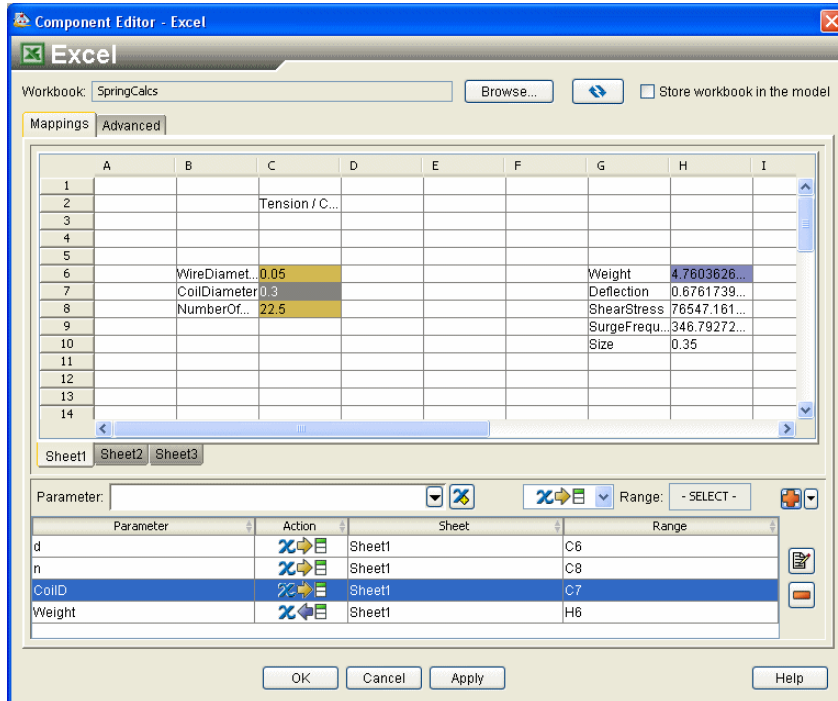 Component Editor - Excel
Excel
Workbook: SpringCalcs Browse... Store workbook in the model
Mappings Advanced
A B C D E F G H I
1
2 Tension / C...
3
4
5
6 WireDiamet... 0.05 Weight 4.7603626...
7 CoilDiameter 0.3 Deflection 0.6761739...
8 NumberOf... 22.5 ShearStress 76547.161...
9 SurgeFrequ... 346.79272...
10 Size 0.35
11
12
13
14
Sheet1 Sheet2 Sheet3
Parameter: Range: - SELECT -
Parameter Action Sheet Range
d Sheet1 C6
n Sheet1 C8
CoilD Sheet1 C7
Weight Sheet1 H6
OK Cancel Apply Help